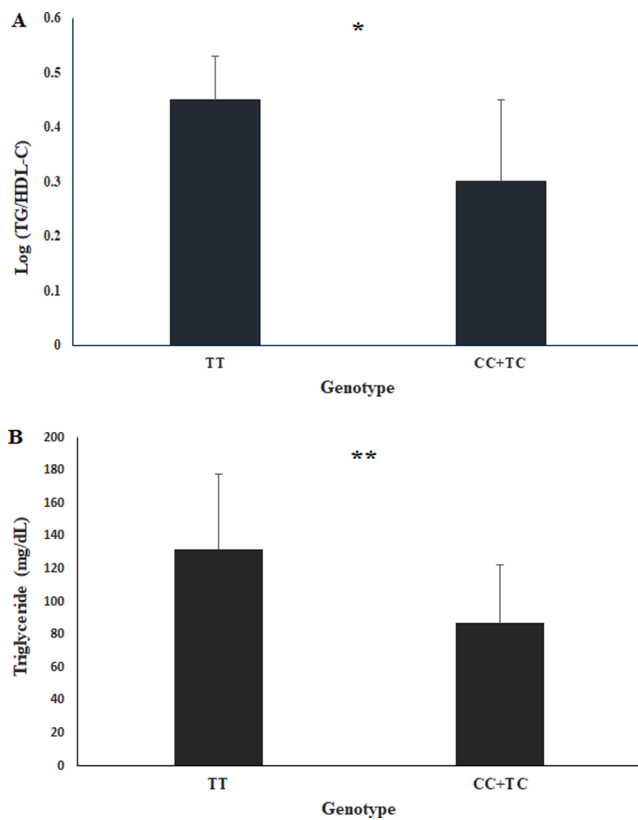 A
*
Log (TG/HDL-C)
0.6
0.5
0.4
0.3
0.2
0.1
0
TT CC+TC
Genotype
B
**
Triglyceride (mg/dL)
200
180
160
140
120
100
80
60
40
20
0
TT CC+TC
Genotype